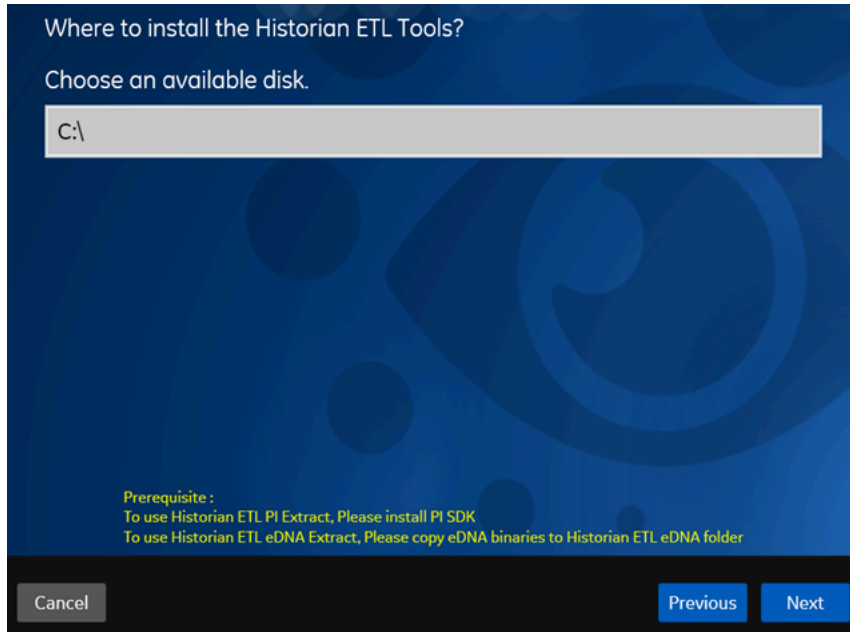 Where to install the Historian ETL Tools?
Choose an available disk.
C:\
Prerequisite :
To use Historian ETL PI Extract, Please install PI SDK
To use Historian ETL eDNA Extract, Please copy eDNA binaries to Historian ETL eDNA folder
Cancel
Previous
Next